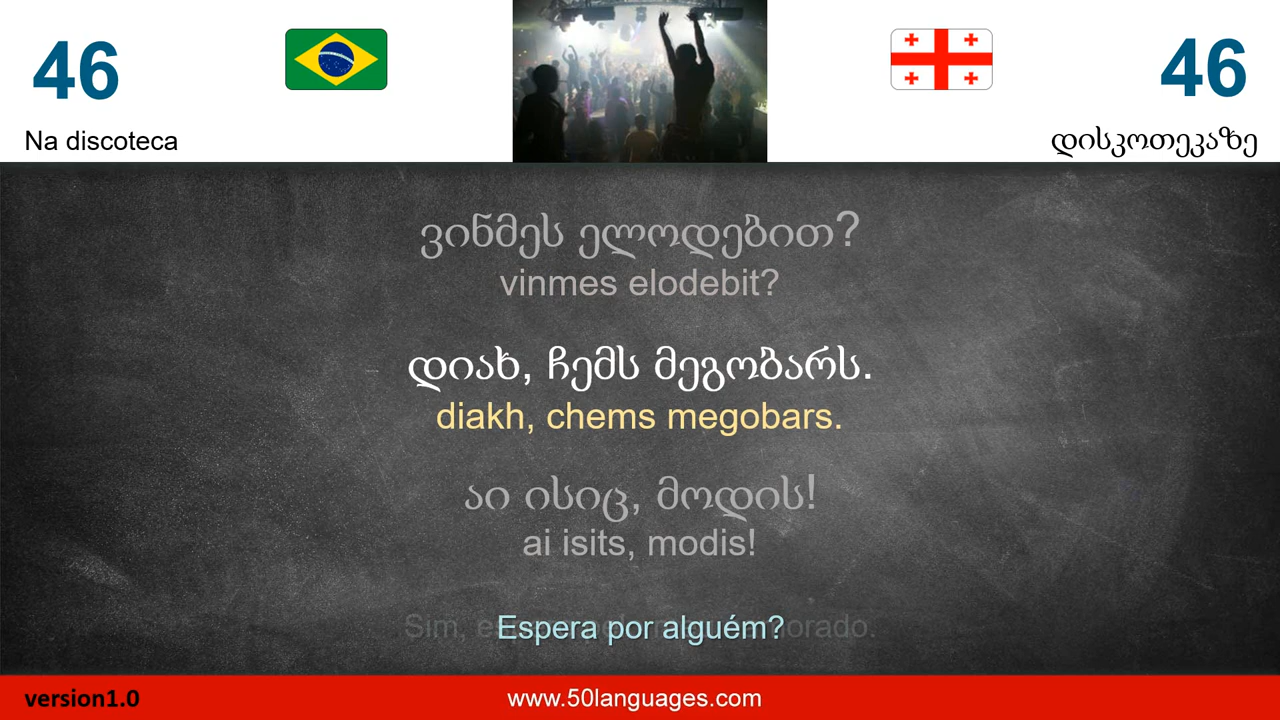 46
46
Na discoteca
დისკოთეკაზე
ვინმეს ელოდებით?
vinmes elodebit?
დიახ, ჩემს მეგობარს.
diakh, chems megobars.
აი ისიც, მოდის!
ai isits, modis!
Espera por alguém?
Sim,
version1.0
www.50languages.com